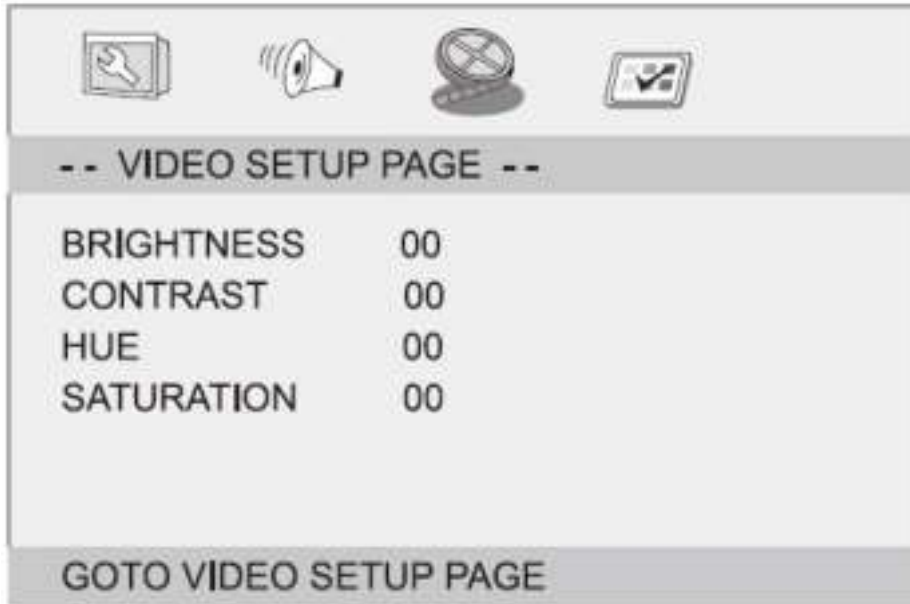 -- VIDEO SETUP PAGE --
BRIGHTNESS 00
CONTRAST 00
HUE 00
SATURATION 00
GOTO VIDEO SETUP PAGE